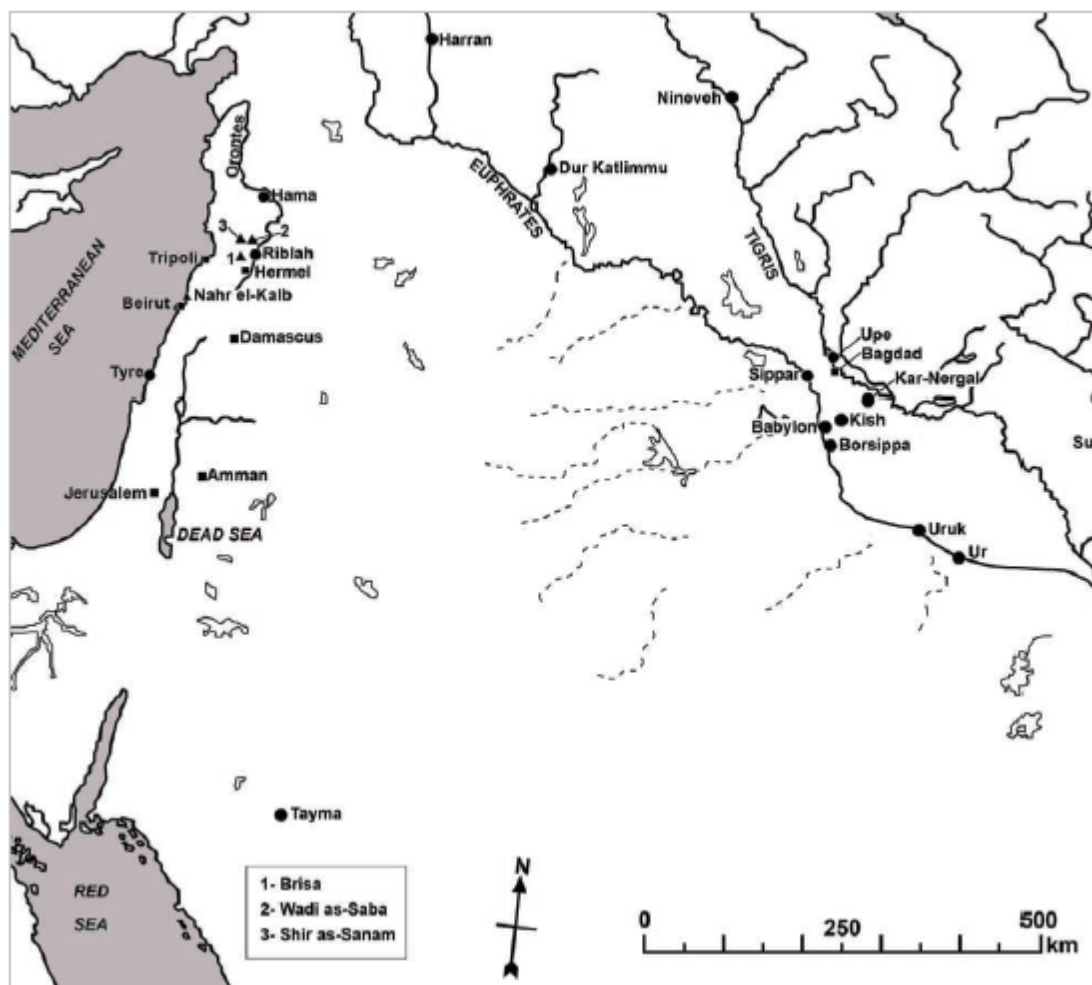 Harran
Nineveh
Orontes
Dur Katlimmu
EUPHRATES
Hama
3
2
TIGRIS
Tripoli
1
Riblah
Hermel
MEDITERRANEAN
SEA
Nahr el-Kalb
Beirut
Damascus
Upe
Bagdad
Tyre
Sippar
Kar-Nergal
Kish
Babylon
Borsippa
Su
Amman
Jerusalem
DEAD SEA
Uruk
Ur
Tayma
N
1- Brisa
2- Wadi as-Saba
3- Shir as-Sanam
RED
SEA
0 250 500
km